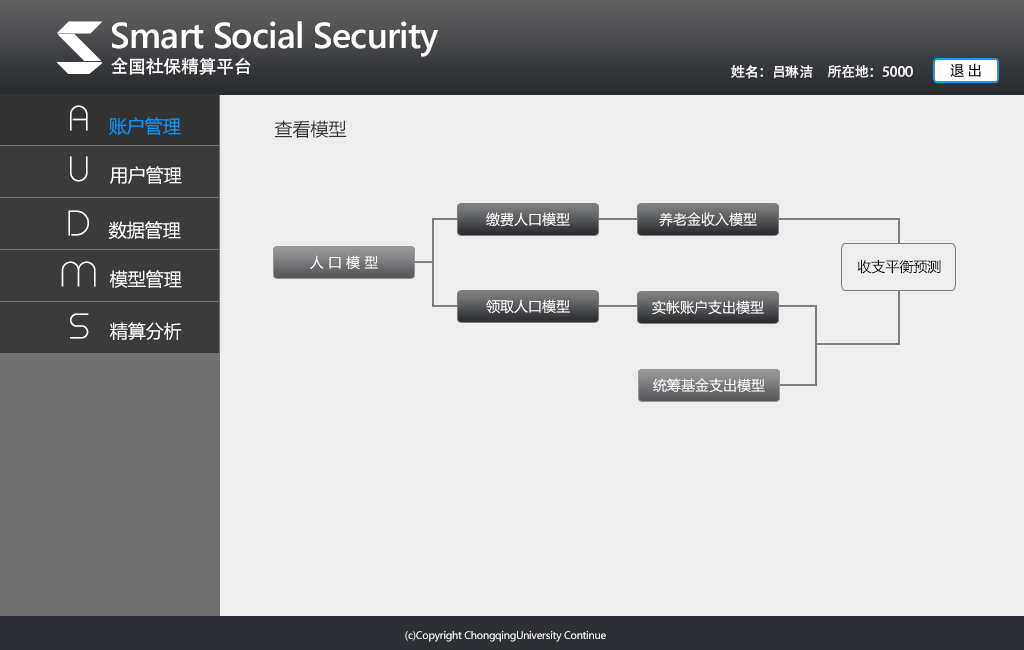 Smart Social Security
全国社保精算平台
姓名：吕琳洁 所在地：5000 退 出
A 账户管理
U 用户管理
D 数据管理
M 模型管理
S 精算分析
查看模型
缴费人口模型
养老金收入模型
人 口 模 型
收支平衡预测
领取人口模型
实帐账户支出模型
统筹基金支出模型
(c)Copyright ChongqingUniversity Continue